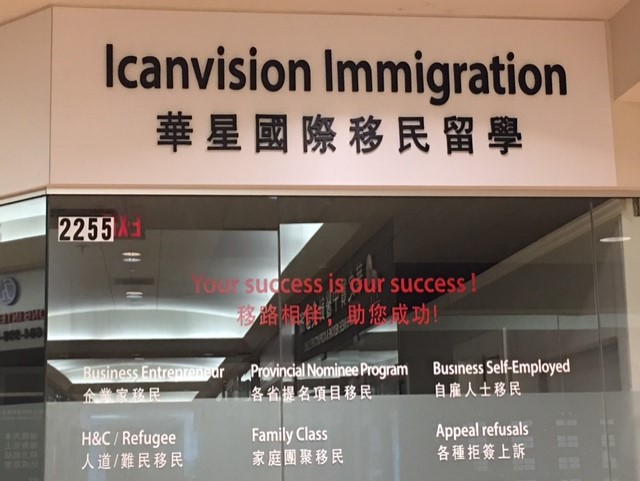 Icanvision Immigration
華星國際移民留學
2255
Your success is our success !
移路相伴，助您成功!
Business Entrepreneur
企業家移民
Provincial Nominee Program
各省提名項目移民
Business Self-Employed
自雇人士移民
H&C / Refugee
人道/難民移民
Family Class
家庭團聚移民
Appeal refusals
各種拒簽上訴